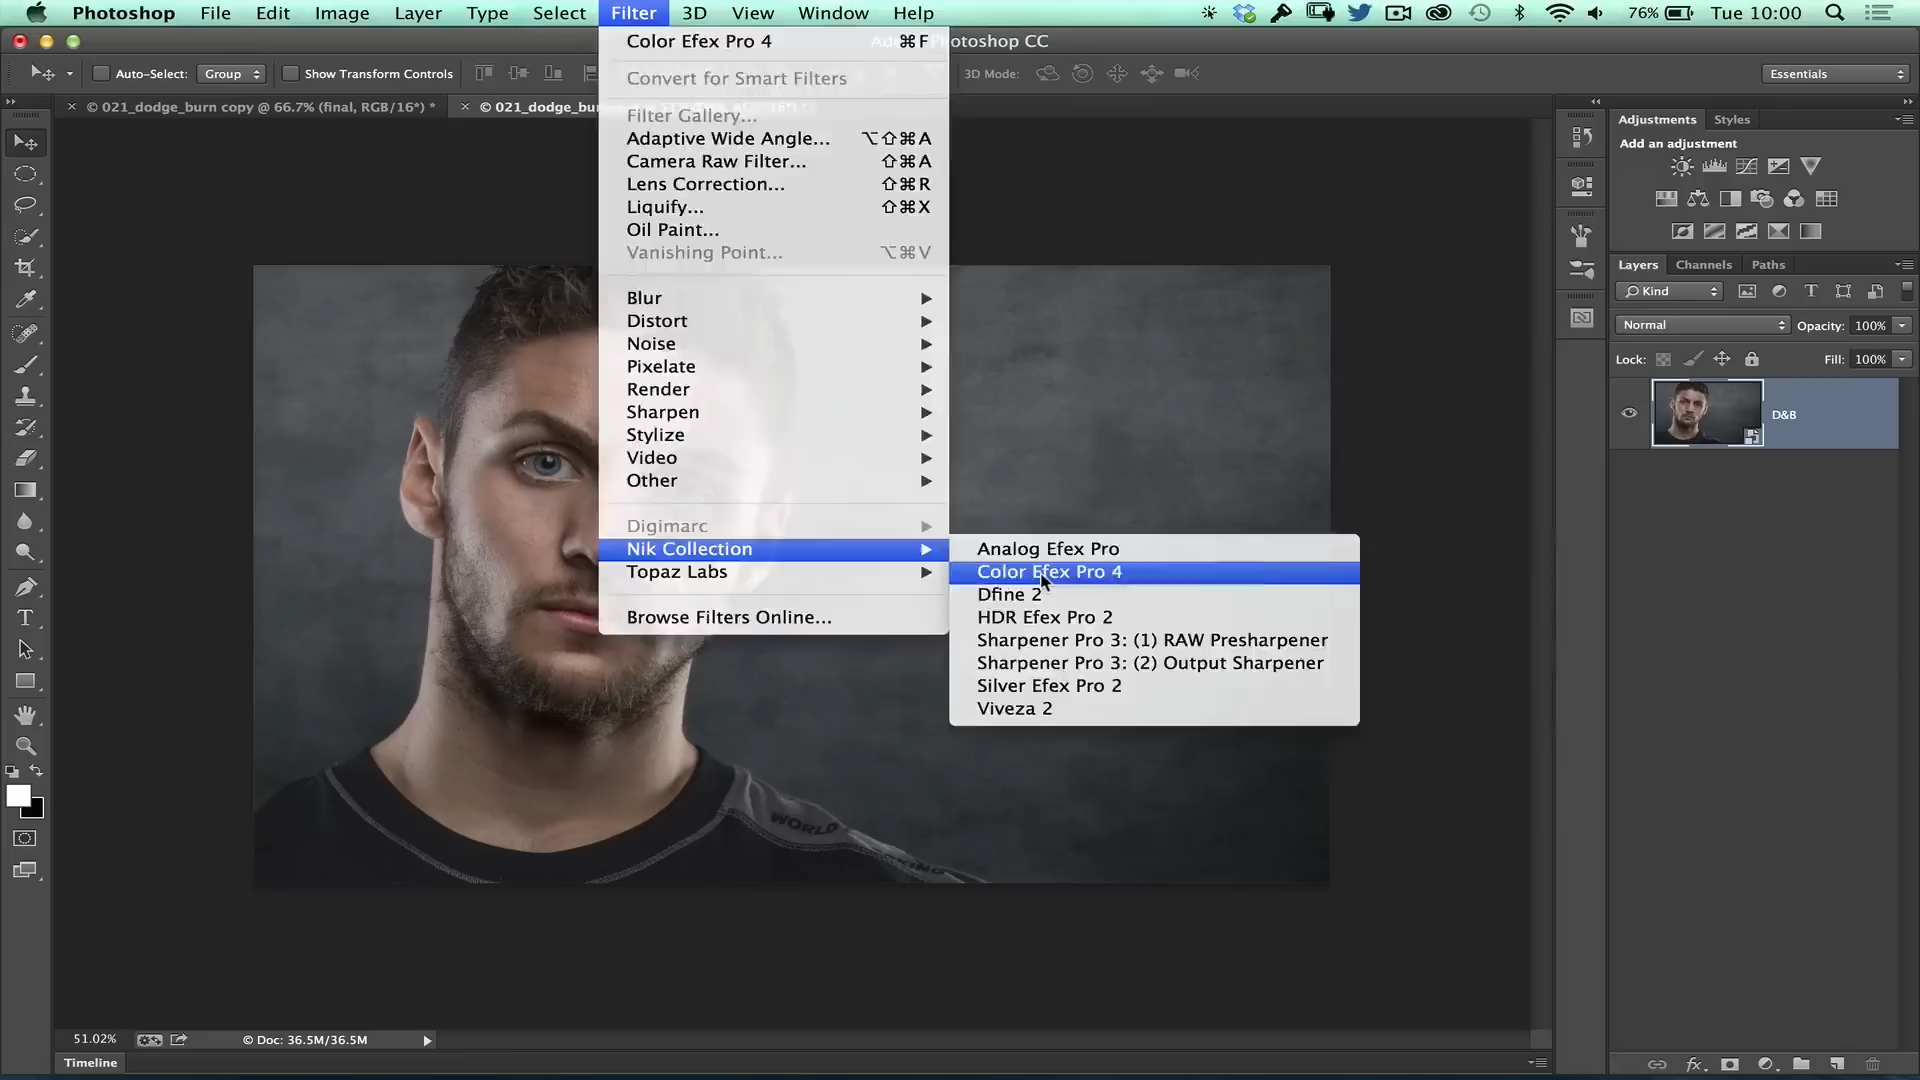 Photoshop File Edit Image Layer Type Select Filter 3D View Window Help 76% Tue 10:00
Photoshop CC
Auto-Select: Group Show Transform Controls 3D Mode: Essentials
© 021_dodge_burn copy @ 66.7% (final, RGB/16*) * © 021_dodge_bu
Color Efex Pro 4 ⌘F
Convert for Smart Filters
Filter Gallery...
Adaptive Wide Angle... ⌥⇧⌘A
Camera Raw Filter... ⇧⌘A
Lens Correction... ⇧⌘R
Liquify... ⇧⌘X
Oil Paint...
Vanishing Point... ⌥⌘V
Blur
Distort
Noise
Pixelate
Render
Sharpen
Stylize
Video
Other
Digimarc
Nik Collection
Topaz Labs
Browse Filters Online...
Analog Efex Pro
Color Efex Pro 4
Dfine 2
HDR Efex Pro 2
Sharpener Pro 3: (1) RAW Presharpener
Sharpener Pro 3: (2) Output Sharpener
Silver Efex Pro 2
Viveza 2
Adjustments Styles
Add an adjustment
Layers Channels Paths
Kind
Normal Opacity: 100%
Lock: Fill: 100%
D&B
WORLD
51.02% © Doc: 36.5M/36.5M
Timeline